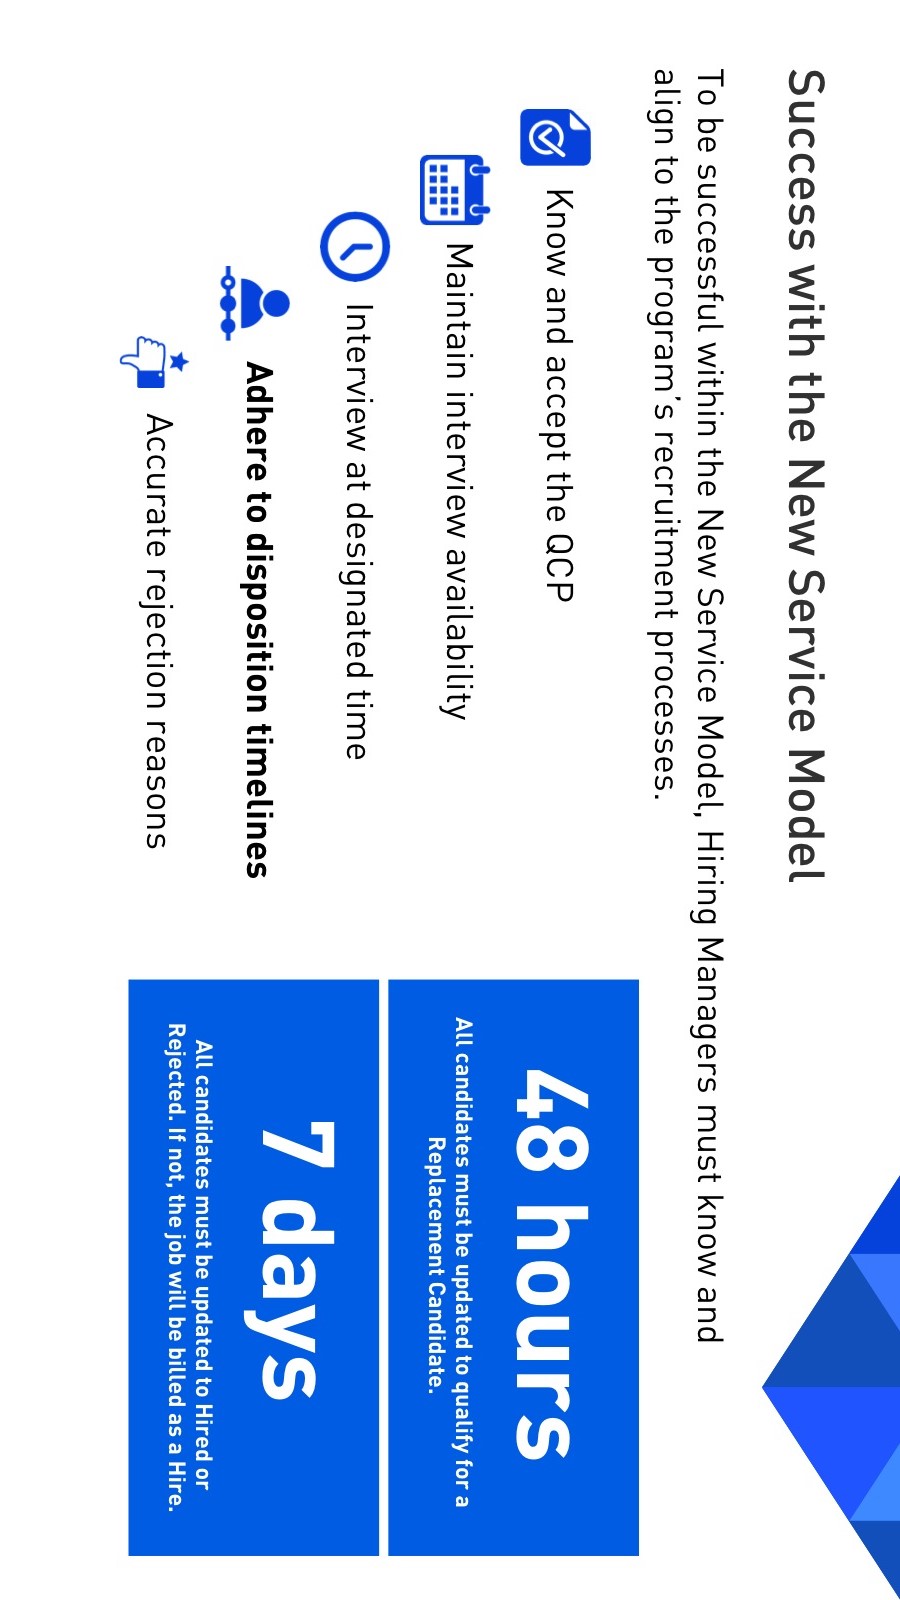 Success with the New Service Model
To be successful within the New Service Model, Hiring Managers must know and
align to the program’s recruitment processes.
Know and accept the QCP
Maintain interview availability
Interview at designated time
Adhere to disposition timelines
Accurate rejection reasons
48 hours
All candidates must be updated to qualify for a
Replacement Candidate.
7 days
All candidates must be updated to Hired or
Rejected. If not, the job will be billed as a Hire.